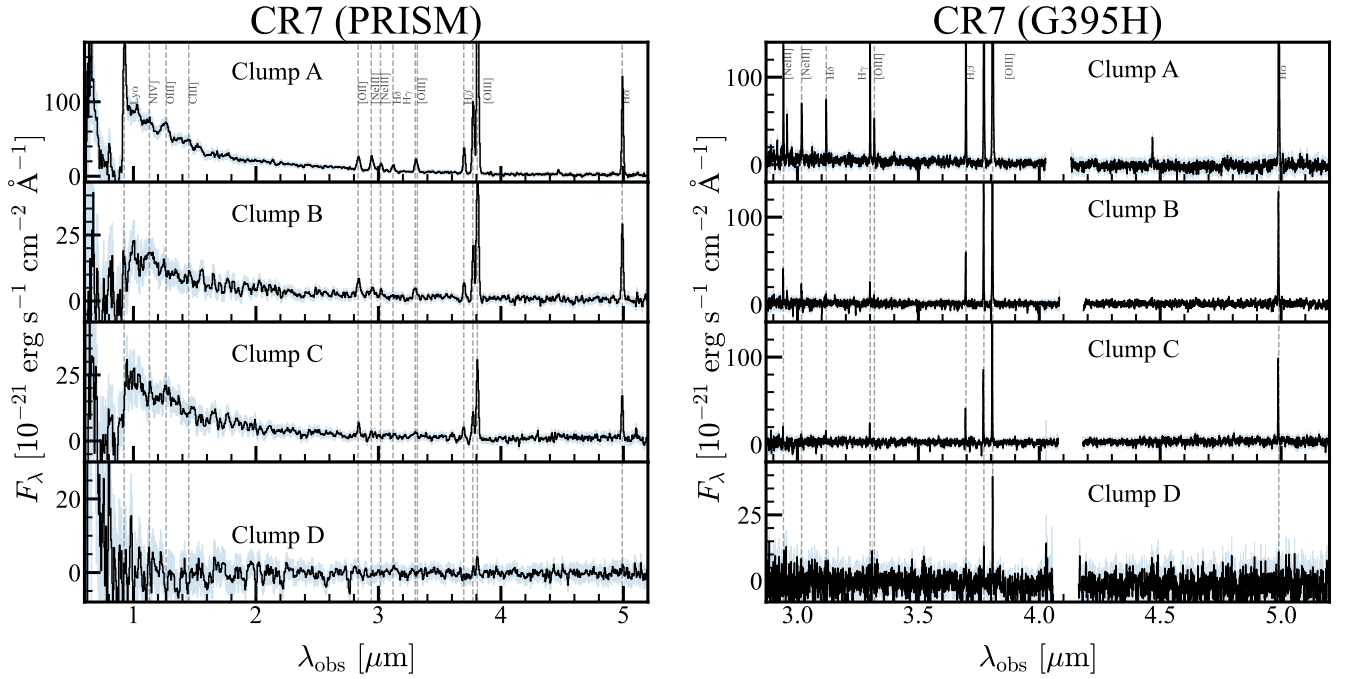 CR7 (PRISM)
CR7 (G395H)
F_λ [10⁻²¹ erg s⁻¹ cm⁻² Å⁻¹]
100
0
Clump A
yα
NIV]
OIII]
CIII]
[OII]
[NeIII]
[NeIII]
Hδ
Hγ
[OIII]
Hβ
[OIII]
Hα
25
0
Clump B
25
0
Clump C
20
0
Clump D
1
2
3
4
5
λobs [μm]
F_λ [10⁻²¹ erg s⁻¹ cm⁻² Å⁻¹]
100
0
Clump A
[NeIII]
[NeIII]
Hδ
Hγ
[OIII]
Hβ
[OIII]
Hα
100
0
Clump B
100
0
Clump C
25
0
Clump D
3.0
3.5
4.0
4.5
5.0
λobs [μm]